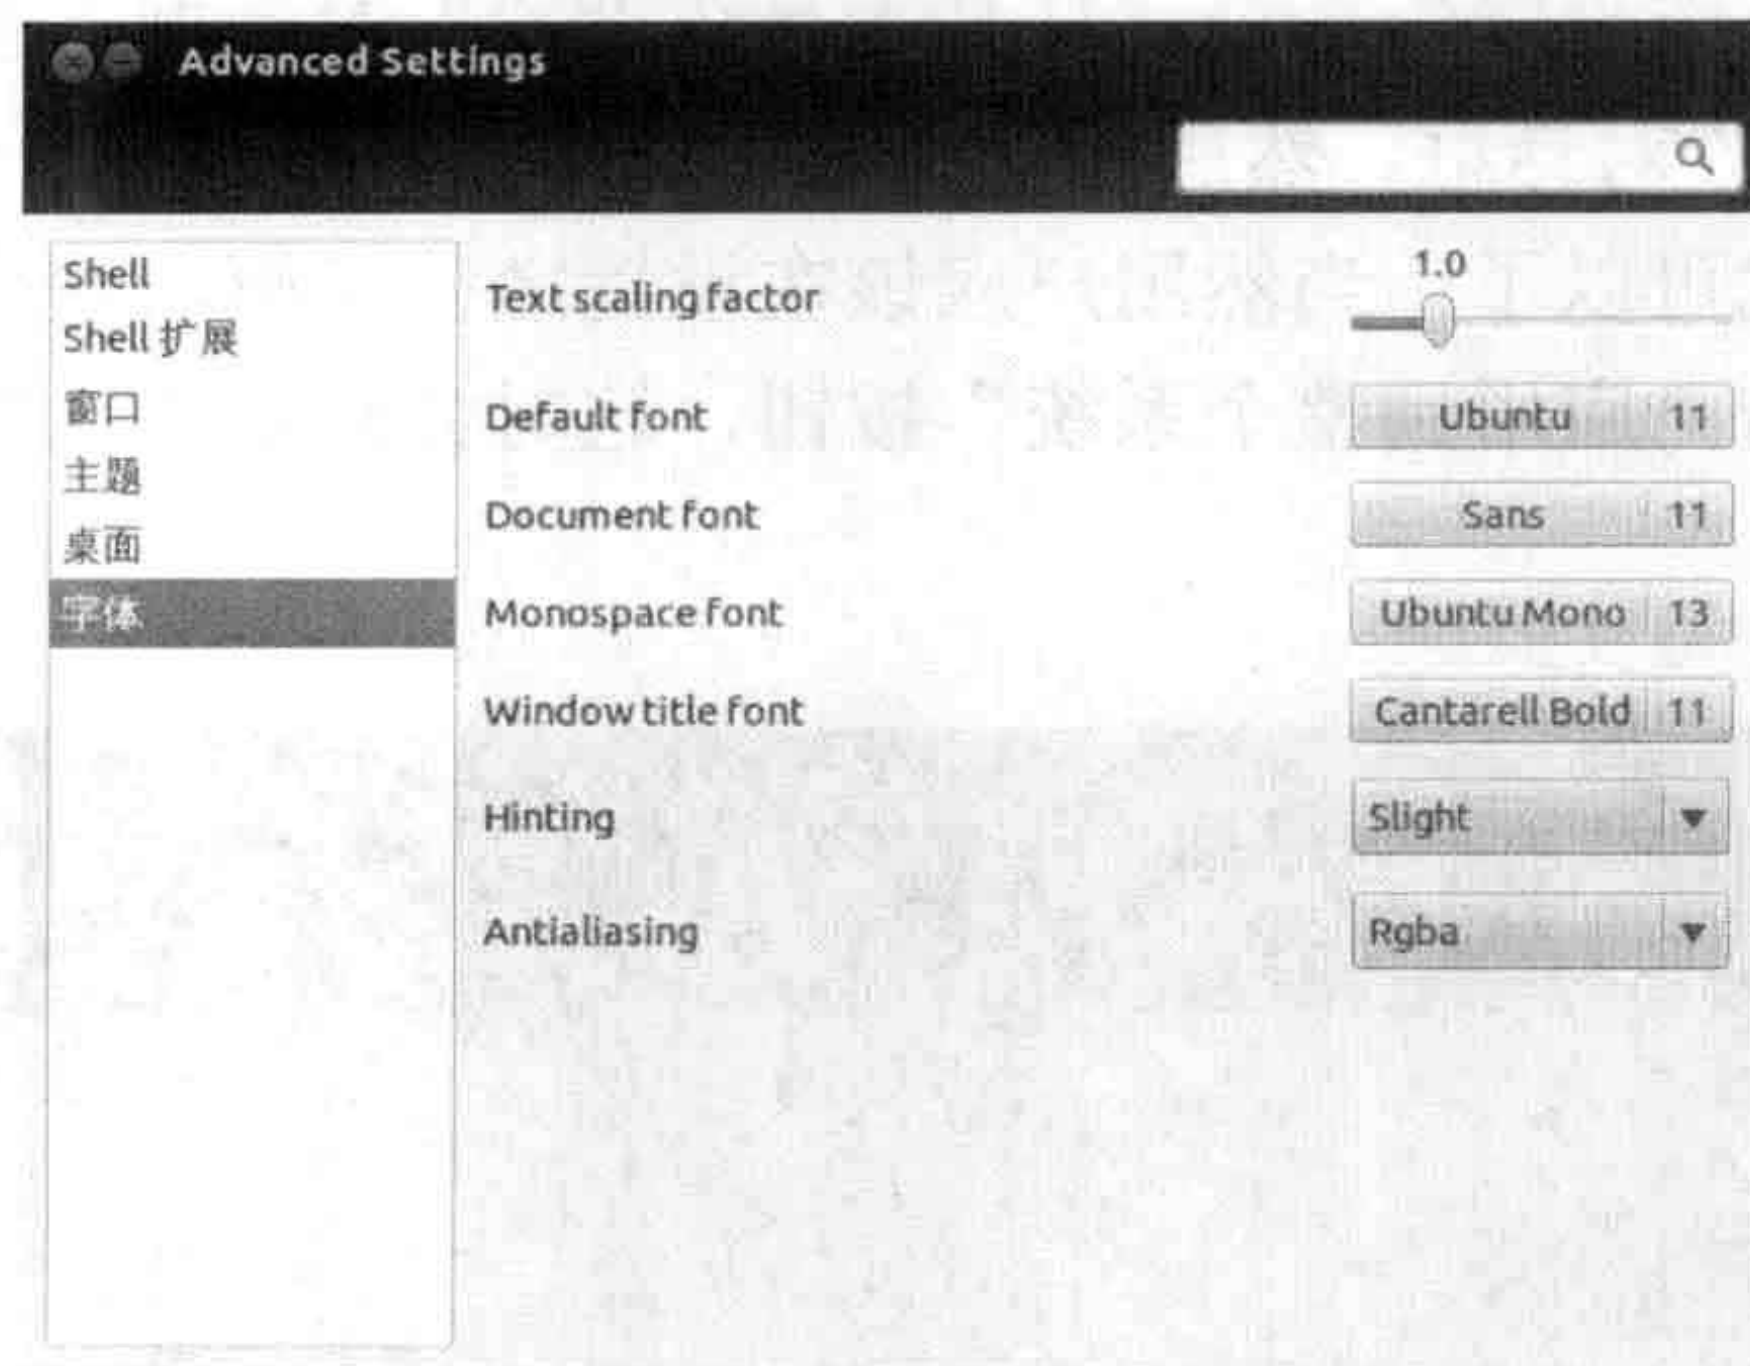 Advanced Settings
Shell
Shell 扩展
窗口
主题
桌面
字体
Text scaling factor 1.0
Default font Ubuntu 11
Document font Sans 11
Monospace font Ubuntu Mono 13
Window title font Cantarell Bold 11
Hinting Slight
Antialiasing Rgba